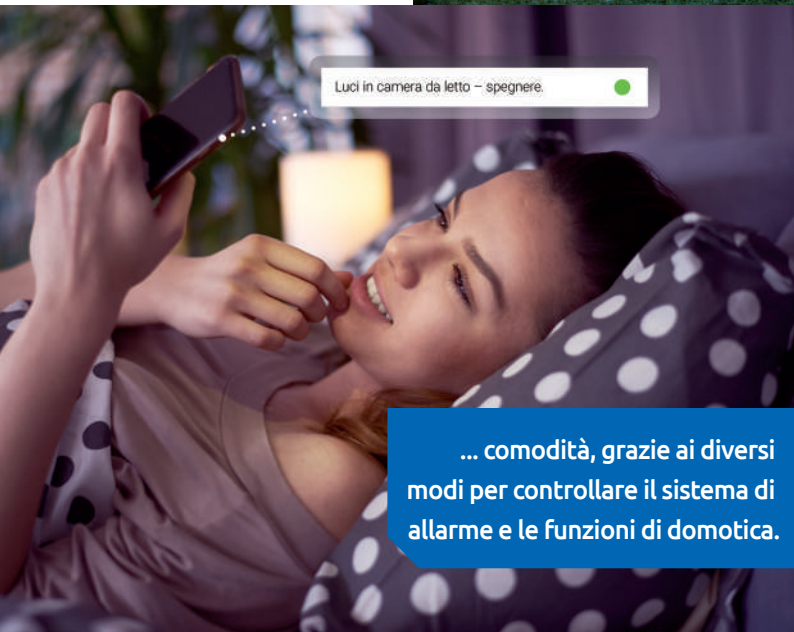 Luci in camera da letto – spegnere.
... comodità, grazie ai diversi
modi per controllare il sistema di
allarme e le funzioni di domotica.